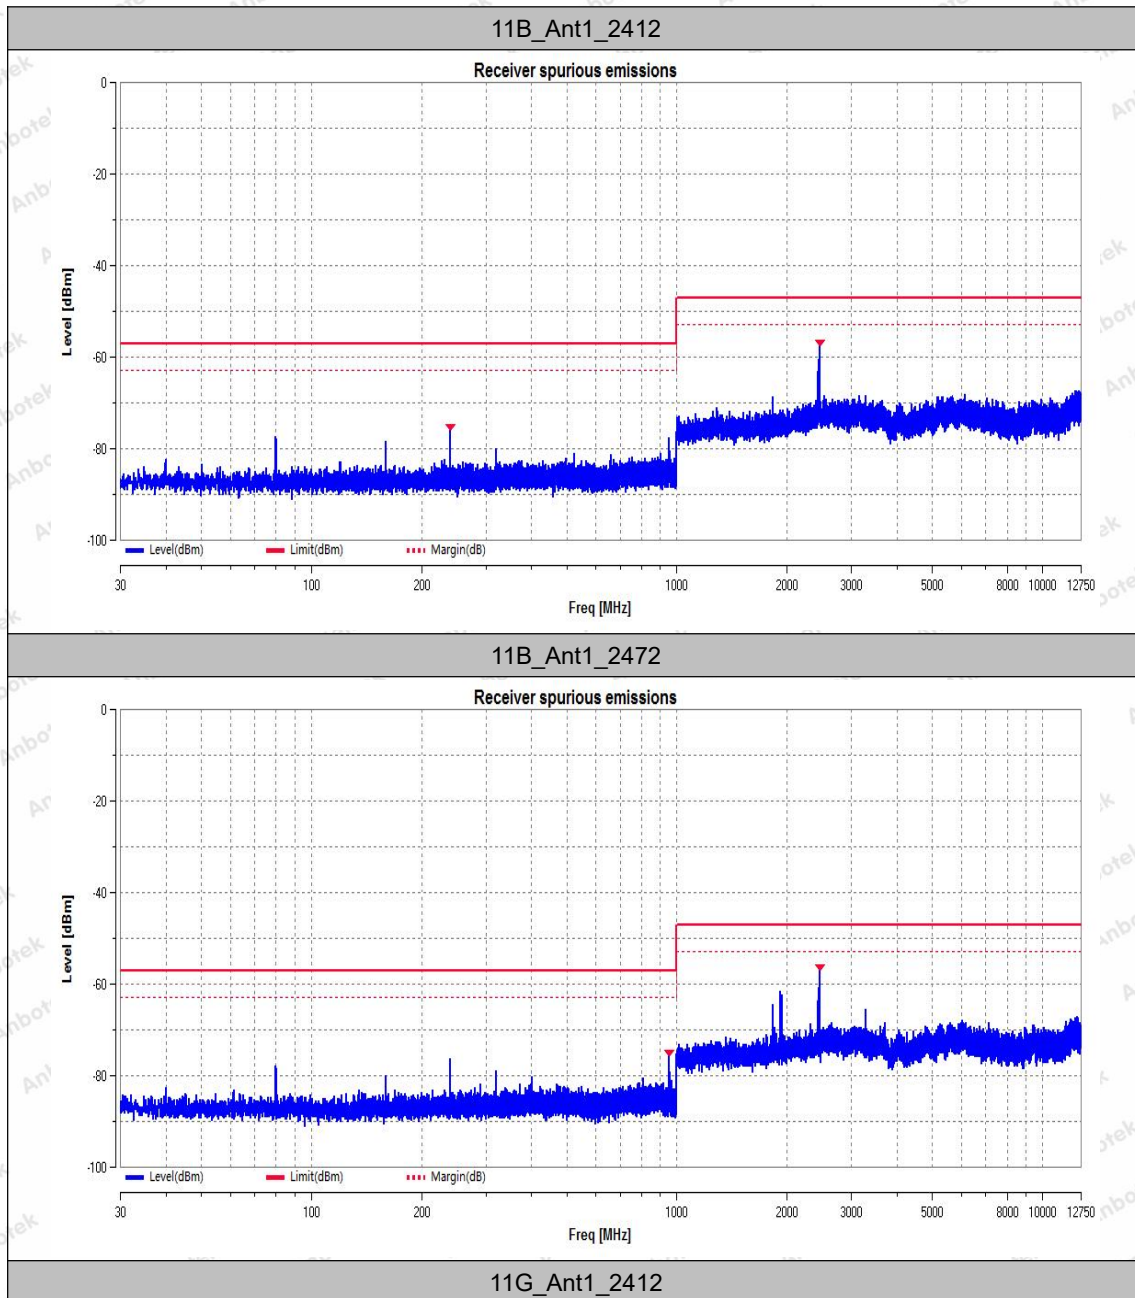 11B_Ant1_2412
Receiver spurious emissions
0
-20
-40
-60
-80
-100
Level [dBm]
Level(dBm) Limit(dBm) Margin(dB)
30 100 200 1000 2000 3000 5000 8000 10000 12750
Freq [MHz]
11B_Ant1_2472
Receiver spurious emissions
0
-20
-40
-60
-80
-100
Level [dBm]
Level(dBm) Limit(dBm) Margin(dB)
30 100 200 1000 2000 3000 5000 8000 10000 12750
Freq [MHz]
11G_Ant1_2412